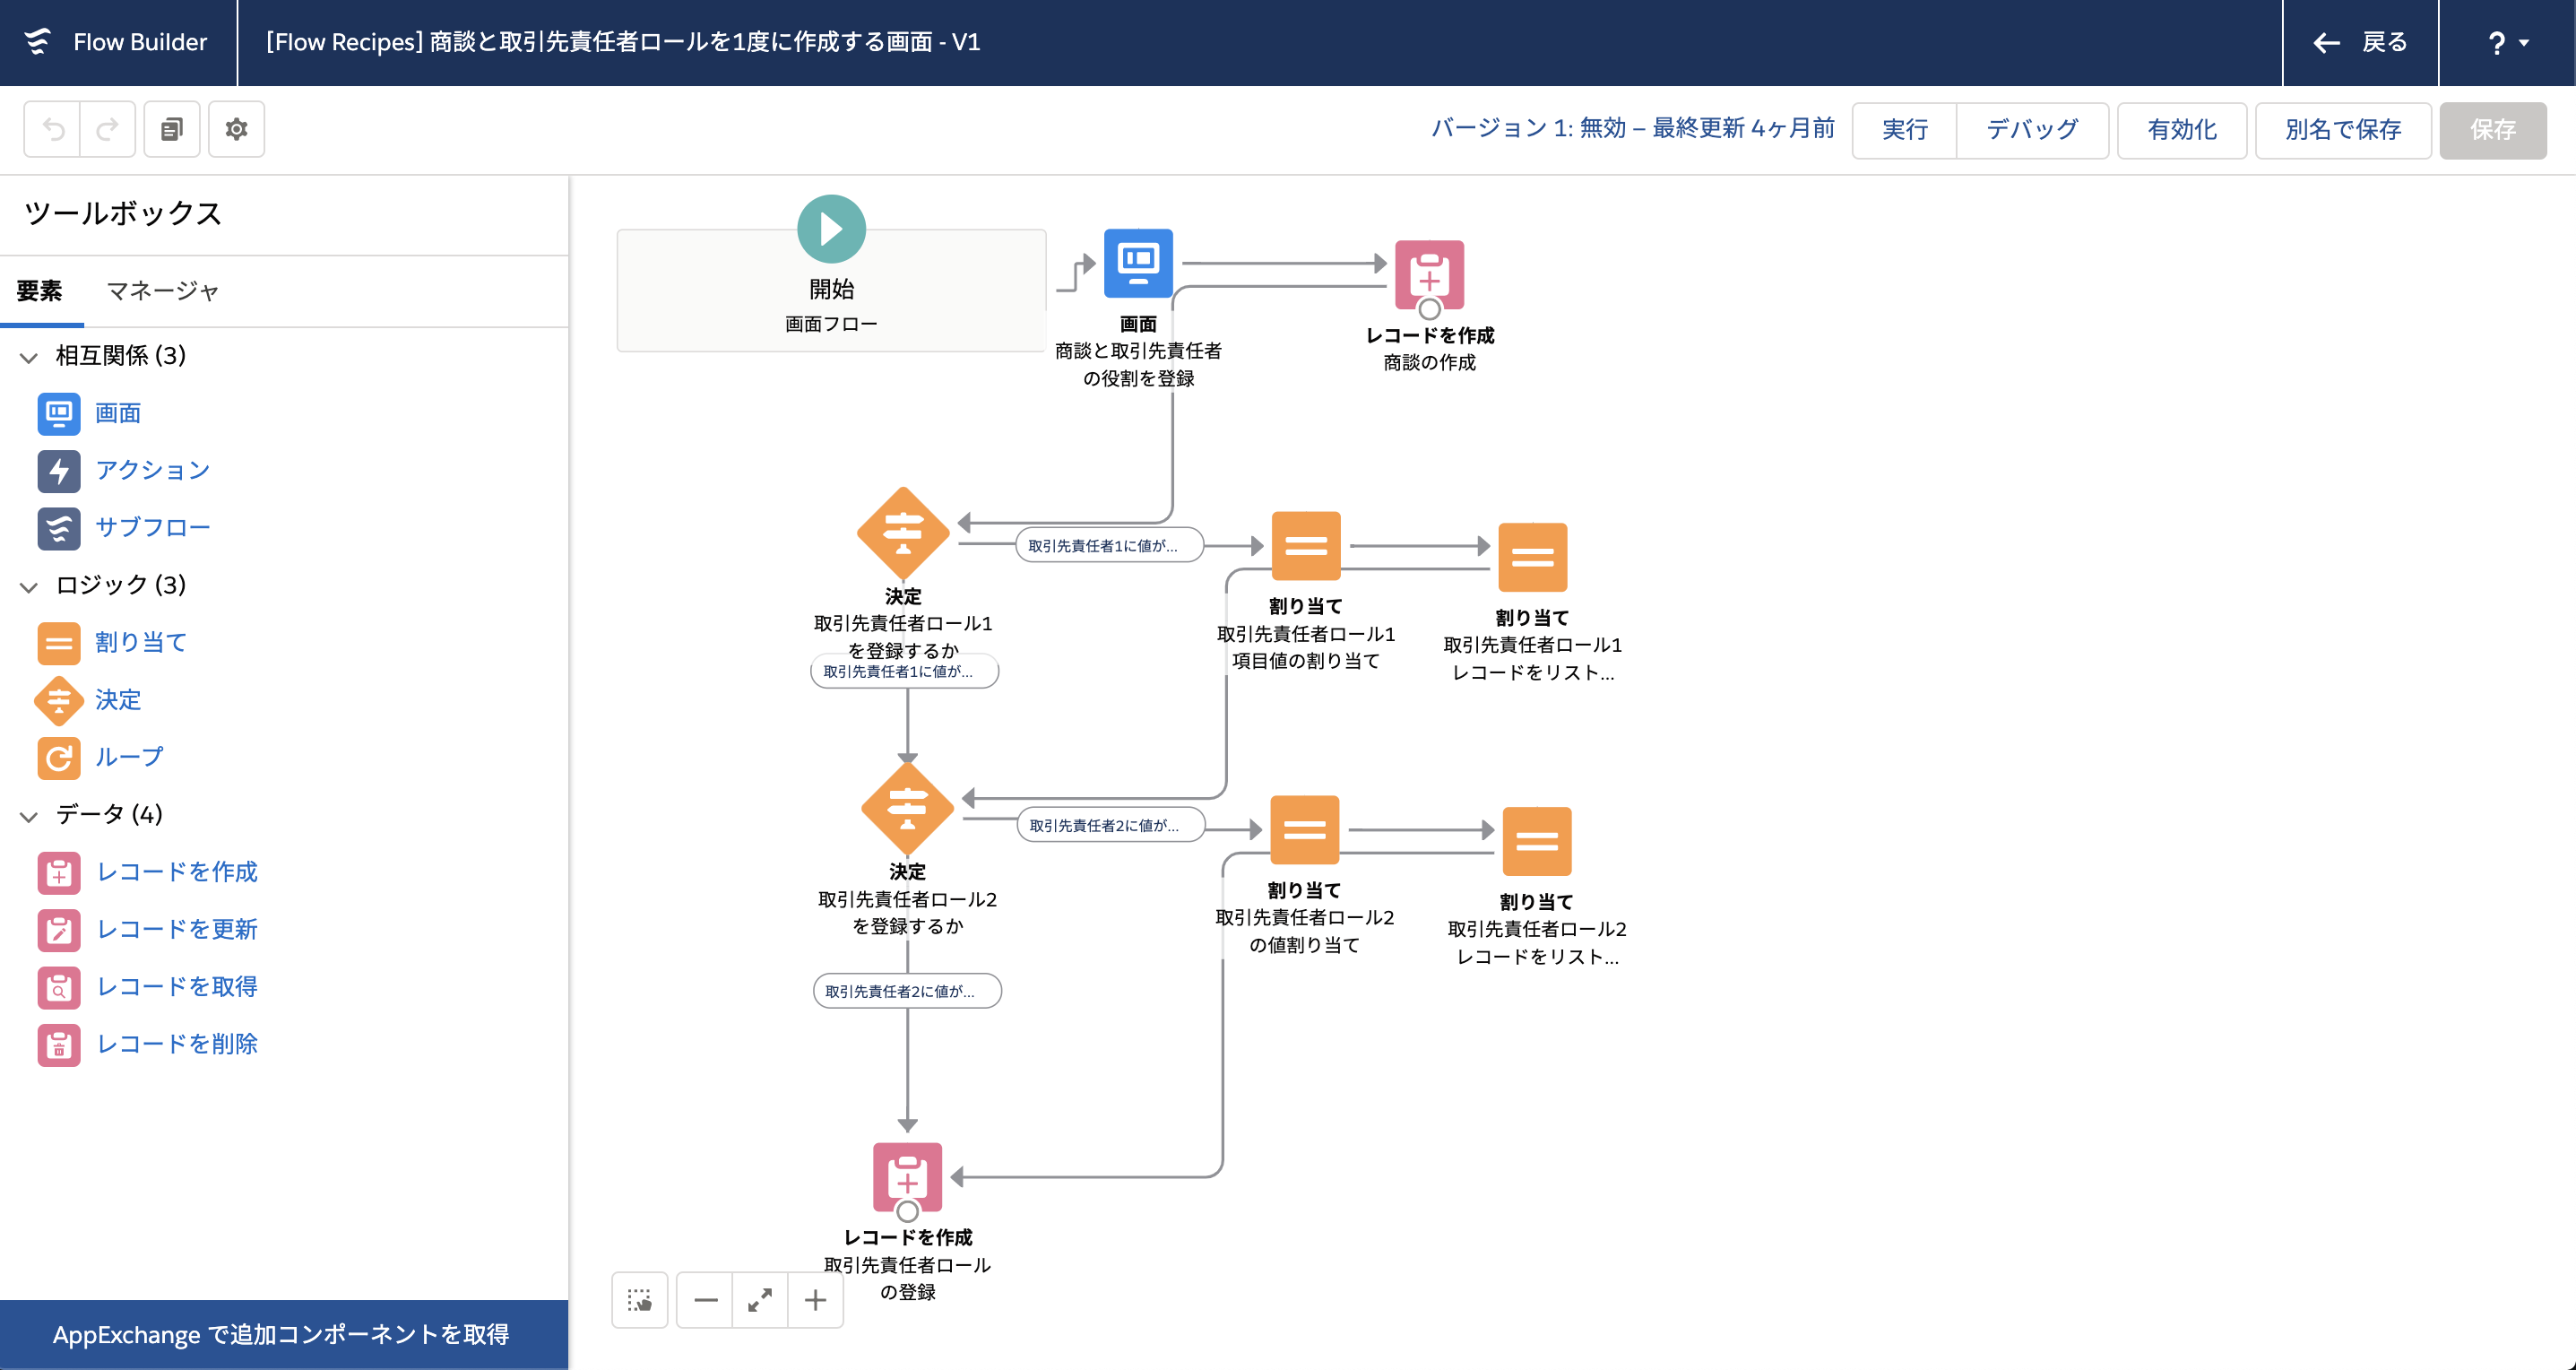 Flow Builder
[Flow Recipes] 商談と取引先責任者ロールを1度に作成する画面 - V1
戻る
?
バージョン 1: 無効 – 最終更新 4ヶ月前
実行
デバッグ
有効化
別名で保存
保存
ツールボックス
要素
マネージャ
相互関係 (3)
画面
アクション
サブフロー
ロジック (3)
割り当て
決定
ループ
データ (4)
レコードを作成
レコードを更新
レコードを取得
レコードを削除
AppExchange で追加コンポーネントを取得
開始
画面フロー
画面
商談と取引先責任者
の役割を登録
レコードを作成
商談の作成
決定
取引先責任者ロール1
を登録するか
取引先責任者1に値が...
取引先責任者1に値が...
割り当て
取引先責任者ロール1
項目値の割り当て
割り当て
取引先責任者ロール1
レコードをリスト...
決定
取引先責任者ロール2
を登録するか
取引先責任者2に値が...
取引先責任者2に値が...
割り当て
取引先責任者ロール2
の値割り当て
割り当て
取引先責任者ロール2
レコードをリスト...
レコードを作成
取引先責任者ロール
の登録